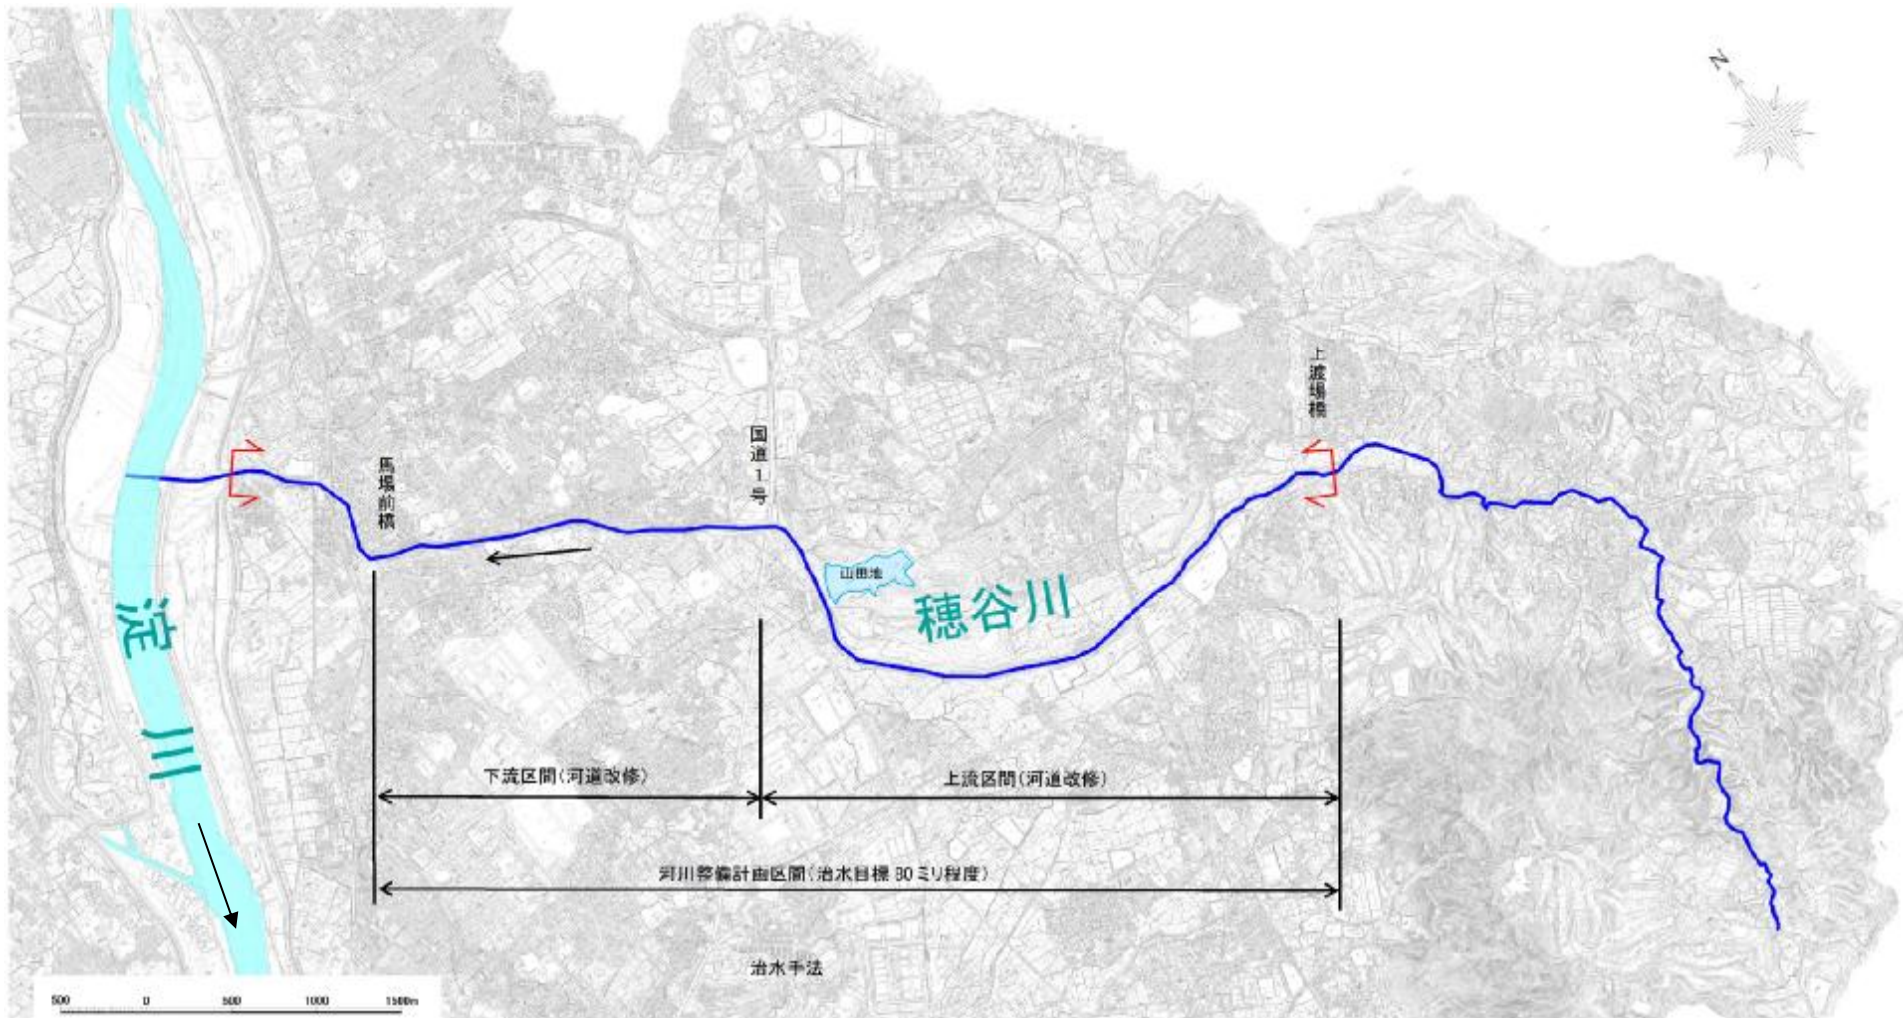 N
上渡場橋
国道1号
馬場前橋
山田池
穂谷川
淀川
下流区間(河道改修)
上流区間(河道改修)
河川整備計画区間(治水目標 80ミリ程度)
治水手法
500 0 500 1000 1500m